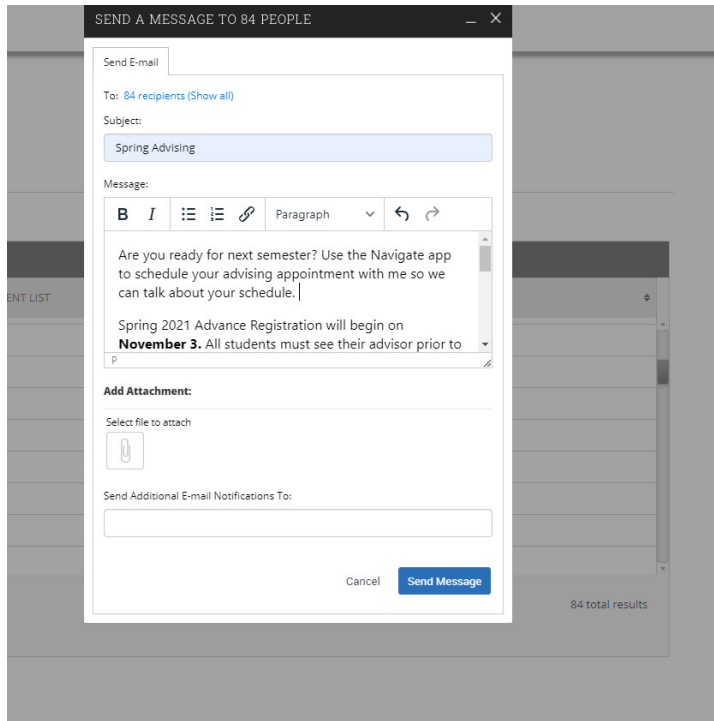 SEND A MESSAGE TO 84 PEOPLE
Send E-mail
To: 84 recipients (Show all)
Subject:
Spring Advising
Message:
B I Paragraph
Are you ready for next semester? Use the Navigate app
to schedule your advising appointment with me so we
can talk about your schedule.
ENT LIST
Spring 2021 Advance Registration will begin on
November 3. All students must see their advisor prior to
P
Add Attachment:
Select file to attach
Send Additional E-mail Notifications To:
Cancel Send Message
84 total results